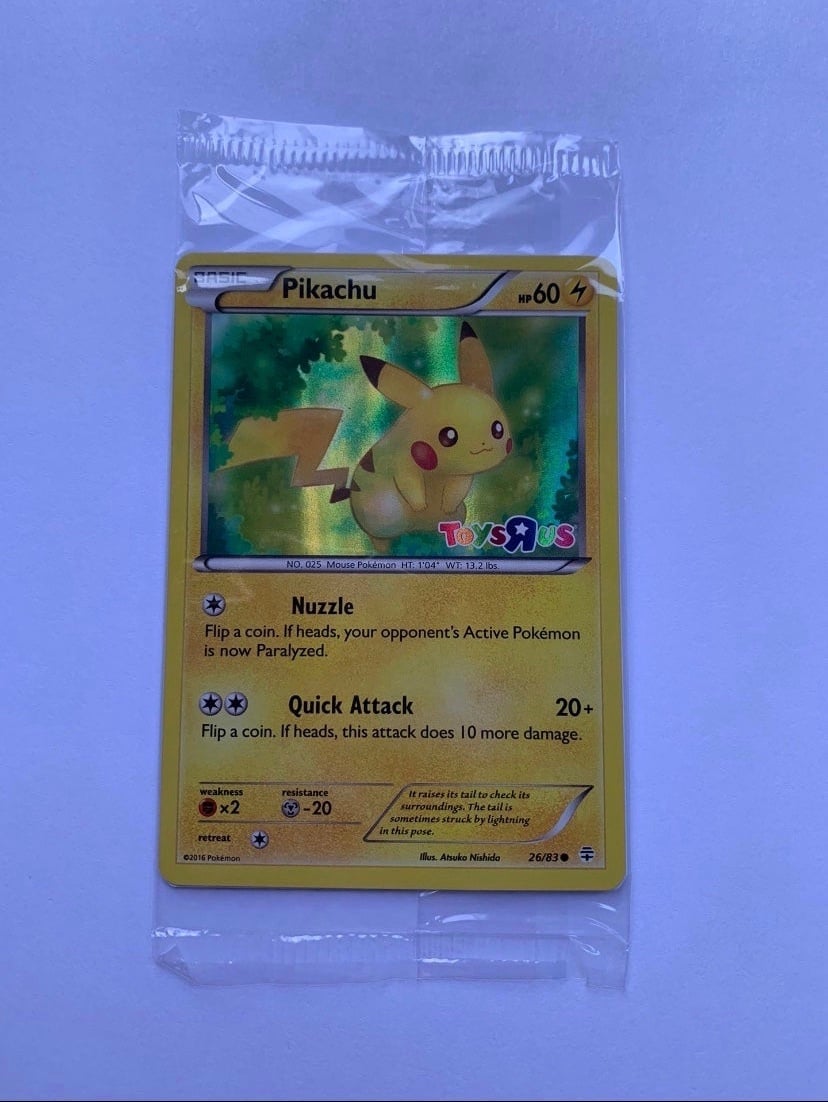 BASIC
Pikachu
HP60
ToysЯus
NO. 025 Mouse Pokémon HT: 1'04" WT: 13.2 lbs.
Nuzzle
Flip a coin. If heads, your opponent's Active Pokémon
is now Paralyzed.
Quick Attack 20+
Flip a coin. If heads, this attack does 10 more damage.
weakness resistance
×2 -20
retreat
It raises its tail to check its
surroundings. The tail is
sometimes struck by lightning
in this pose.
©2016 Pokémon
Illus. Atsuko Nishida
26/83